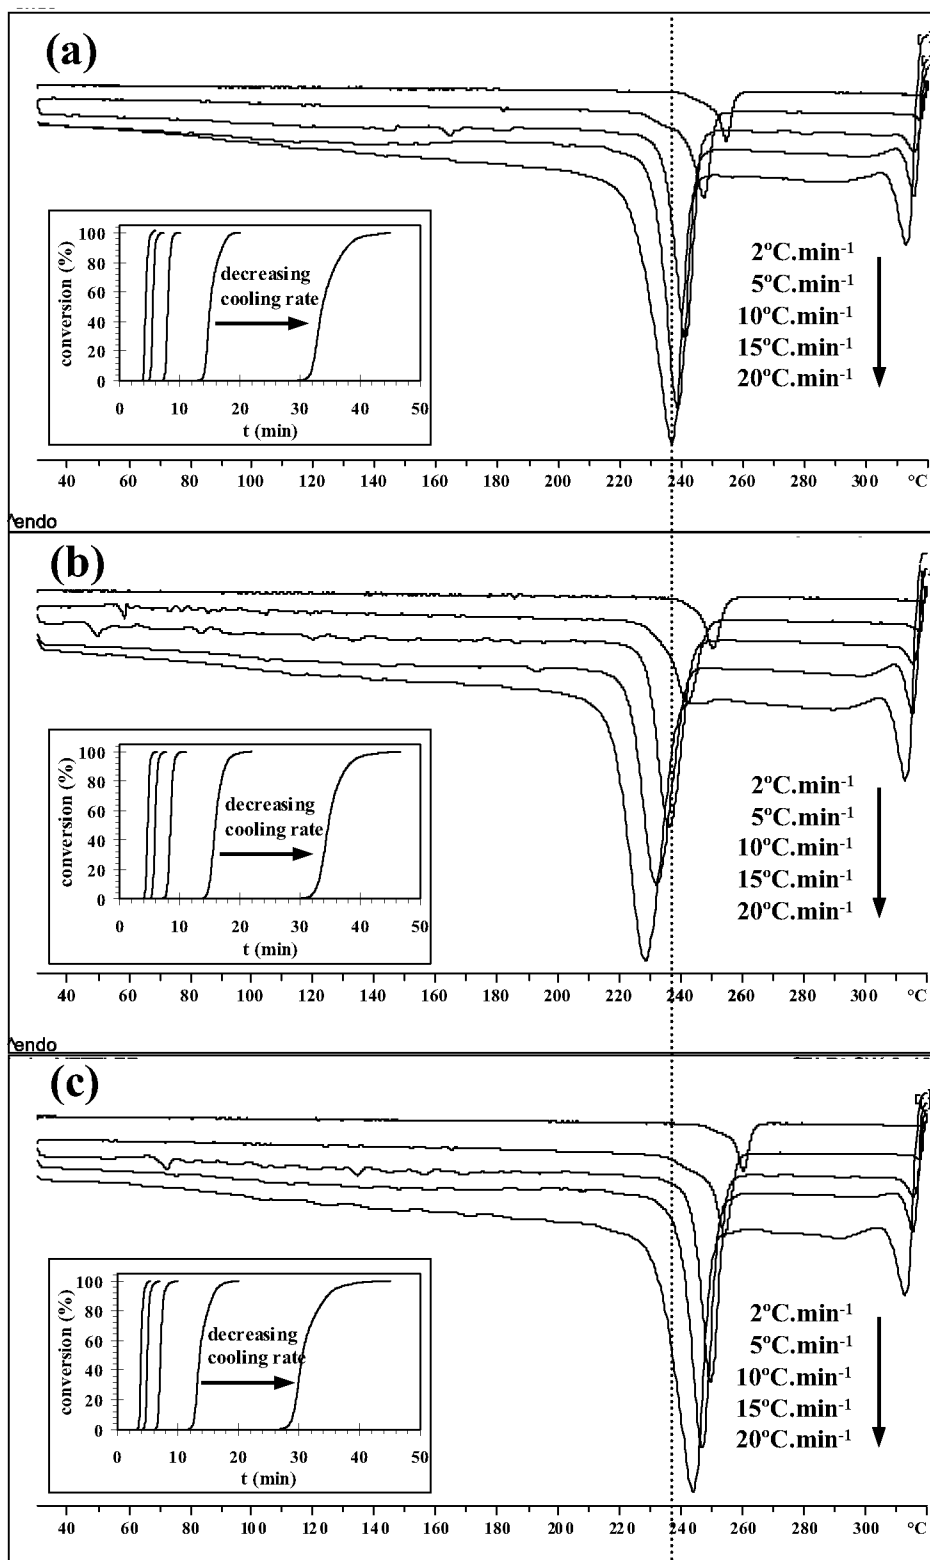 (a)
100
80
60
40
20
0
conversion (%)
decreasing
cooling rate
0 10 20 30 40 50
t (min)
2ºC.min-1
5ºC.min-1
10ºC.min-1
15ºC.min-1
20ºC.min-1
40 60 80 100 120 140 160 180 200 220 240 260 280 300 °C
^endo
(b)
100
80
60
40
20
0
conversion (%)
decreasing
cooling rate
0 10 20 30 40 50
t (min)
2ºC.min-1
5ºC.min-1
10ºC.min-1
15ºC.min-1
20ºC.min-1
40 60 80 100 120 140 160 180 200 220 240 260 280 300 °C
^endo
(c)
100
80
60
40
20
0
conversion (%)
decreasing
cooling rate
0 10 20 30 40 50
t (min)
2ºC.min-1
5ºC.min-1
10ºC.min-1
15ºC.min-1
20ºC.min-1
40 60 80 100 120 140 160 180 200 220 240 260 280 300 °C